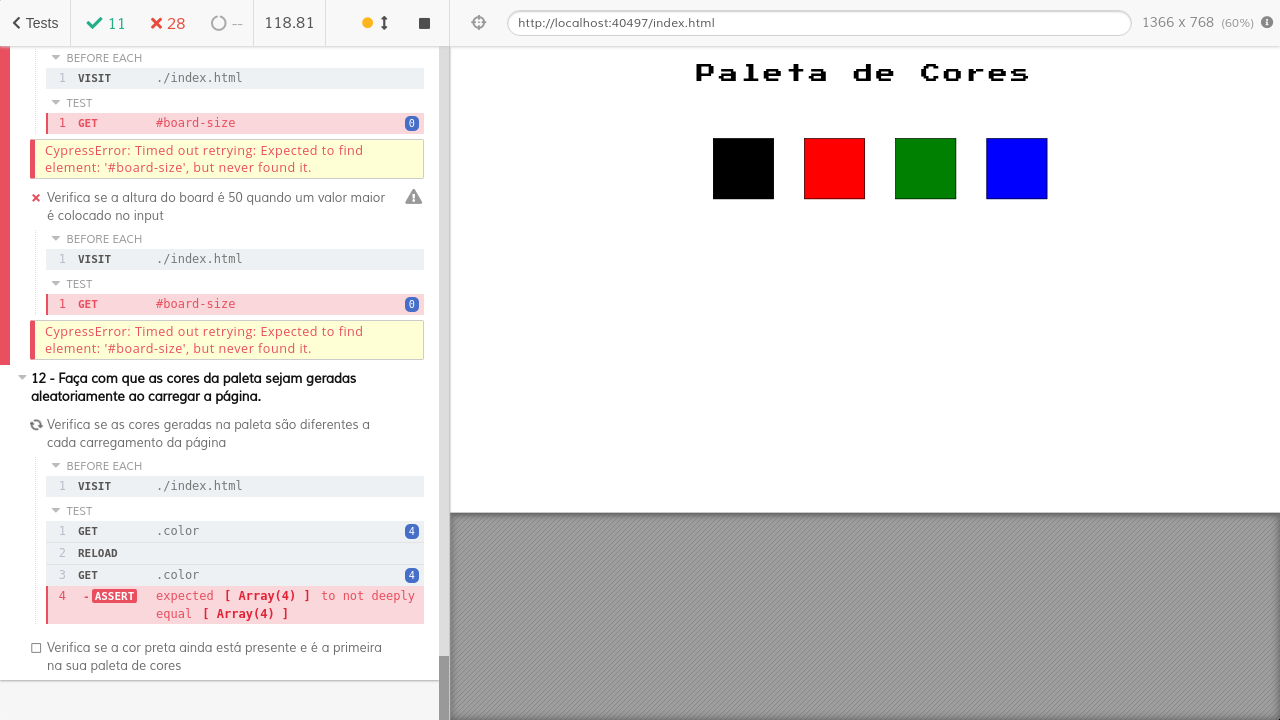 Tests
11
28
--
118.81
http://localhost:40497/index.html
1366 x 768 (60%)
BEFORE EACH
1 VISIT ./index.html
TEST
1 GET #board-size 0
CypressError: Timed out retrying: Expected to find
element: '#board-size', but never found it.
Verifica se a altura do board é 50 quando um valor maior
é colocado no input
BEFORE EACH
1 VISIT ./index.html
TEST
1 GET #board-size 0
CypressError: Timed out retrying: Expected to find
element: '#board-size', but never found it.
12 - Faça com que as cores da paleta sejam geradas
aleatoriamente ao carregar a página.
Verifica se as cores geradas na paleta são diferentes a
cada carregamento da página
BEFORE EACH
1 VISIT ./index.html
TEST
1 GET .color 4
2 RELOAD
3 GET .color 4
4 -ASSERT expected [ Array(4) ] to not deeply
equal [ Array(4) ]
Verifica se a cor preta ainda está presente e é a primeira
na sua paleta de cores
Paleta de Cores